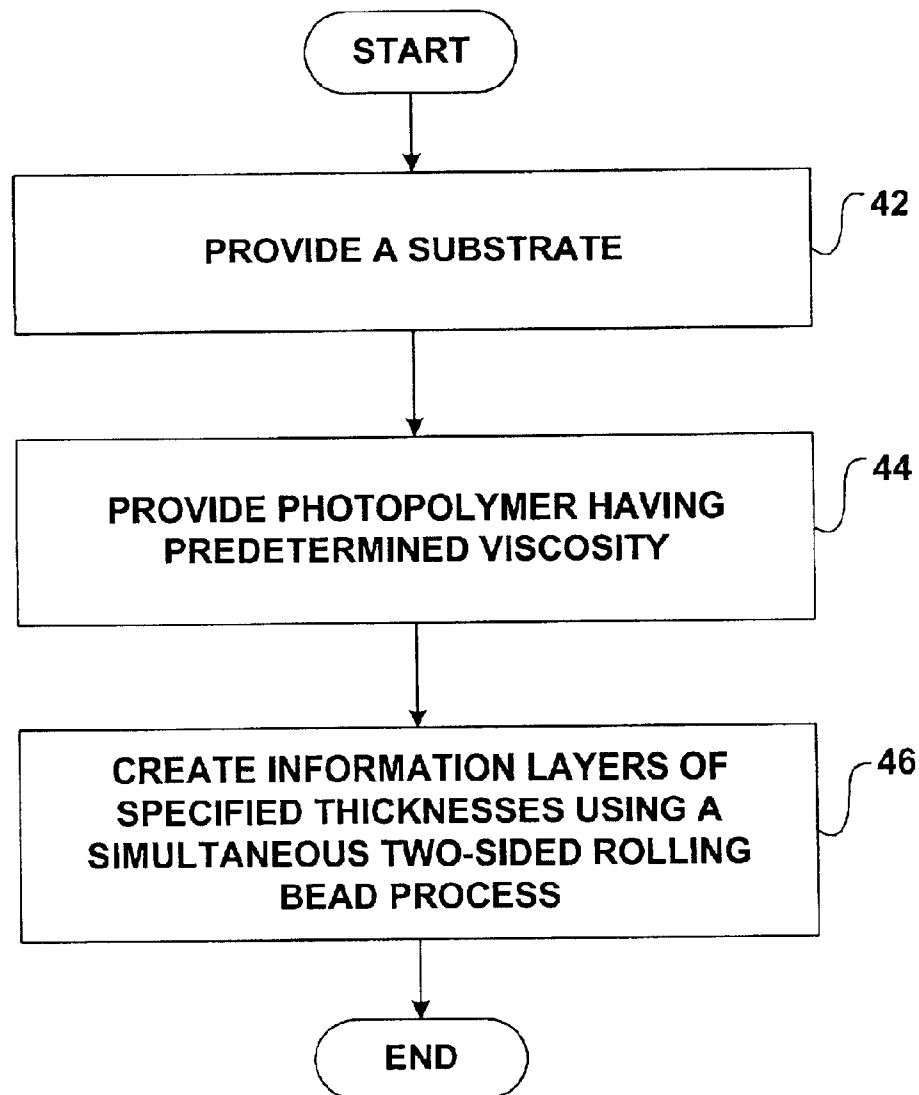 START
PROVIDE A SUBSTRATE
42
PROVIDE PHOTOPOLYMER HAVING
PREDETERMINED VISCOSITY
44
CREATE INFORMATION LAYERS OF
SPECIFIED THICKNESSES USING A
SIMULTANEOUS TWO-SIDED ROLLING
BEAD PROCESS
46
END